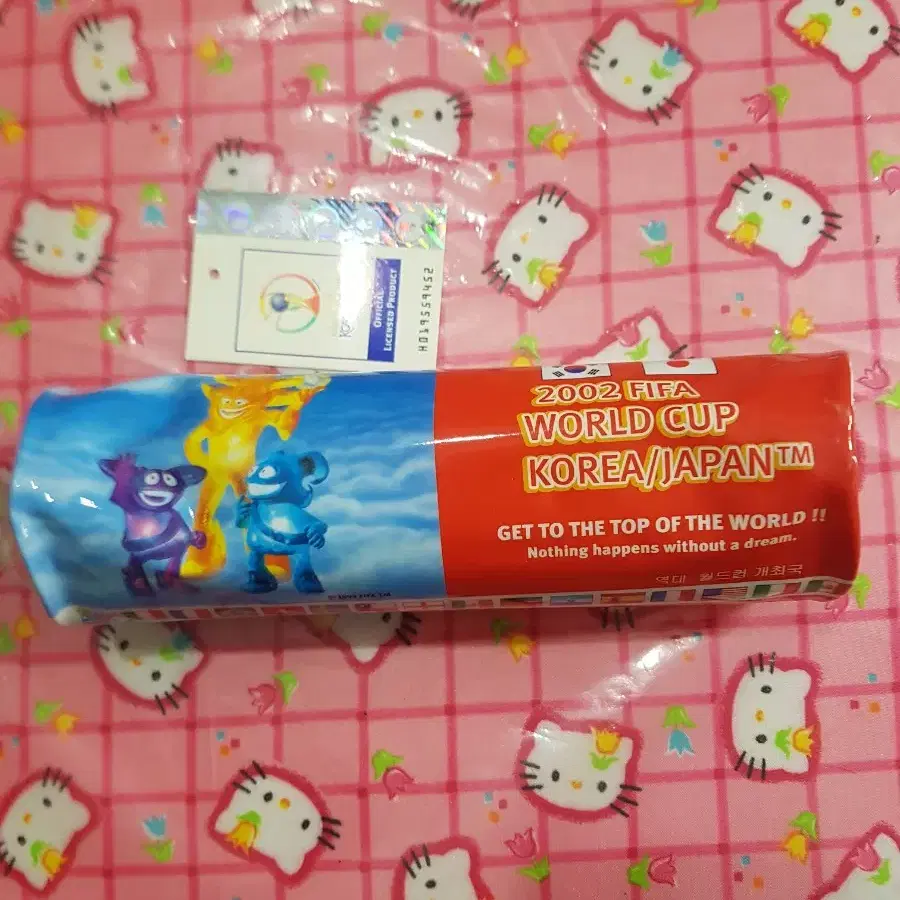 OFFICIAL
LICENSED PRODUCT
H019559452
2002 FIFA
WORLD CUP
KOREA/JAPAN™
GET TO THE TOP OF THE WORLD !!
Nothing happens without a dream.
역대 월드컵 개최국